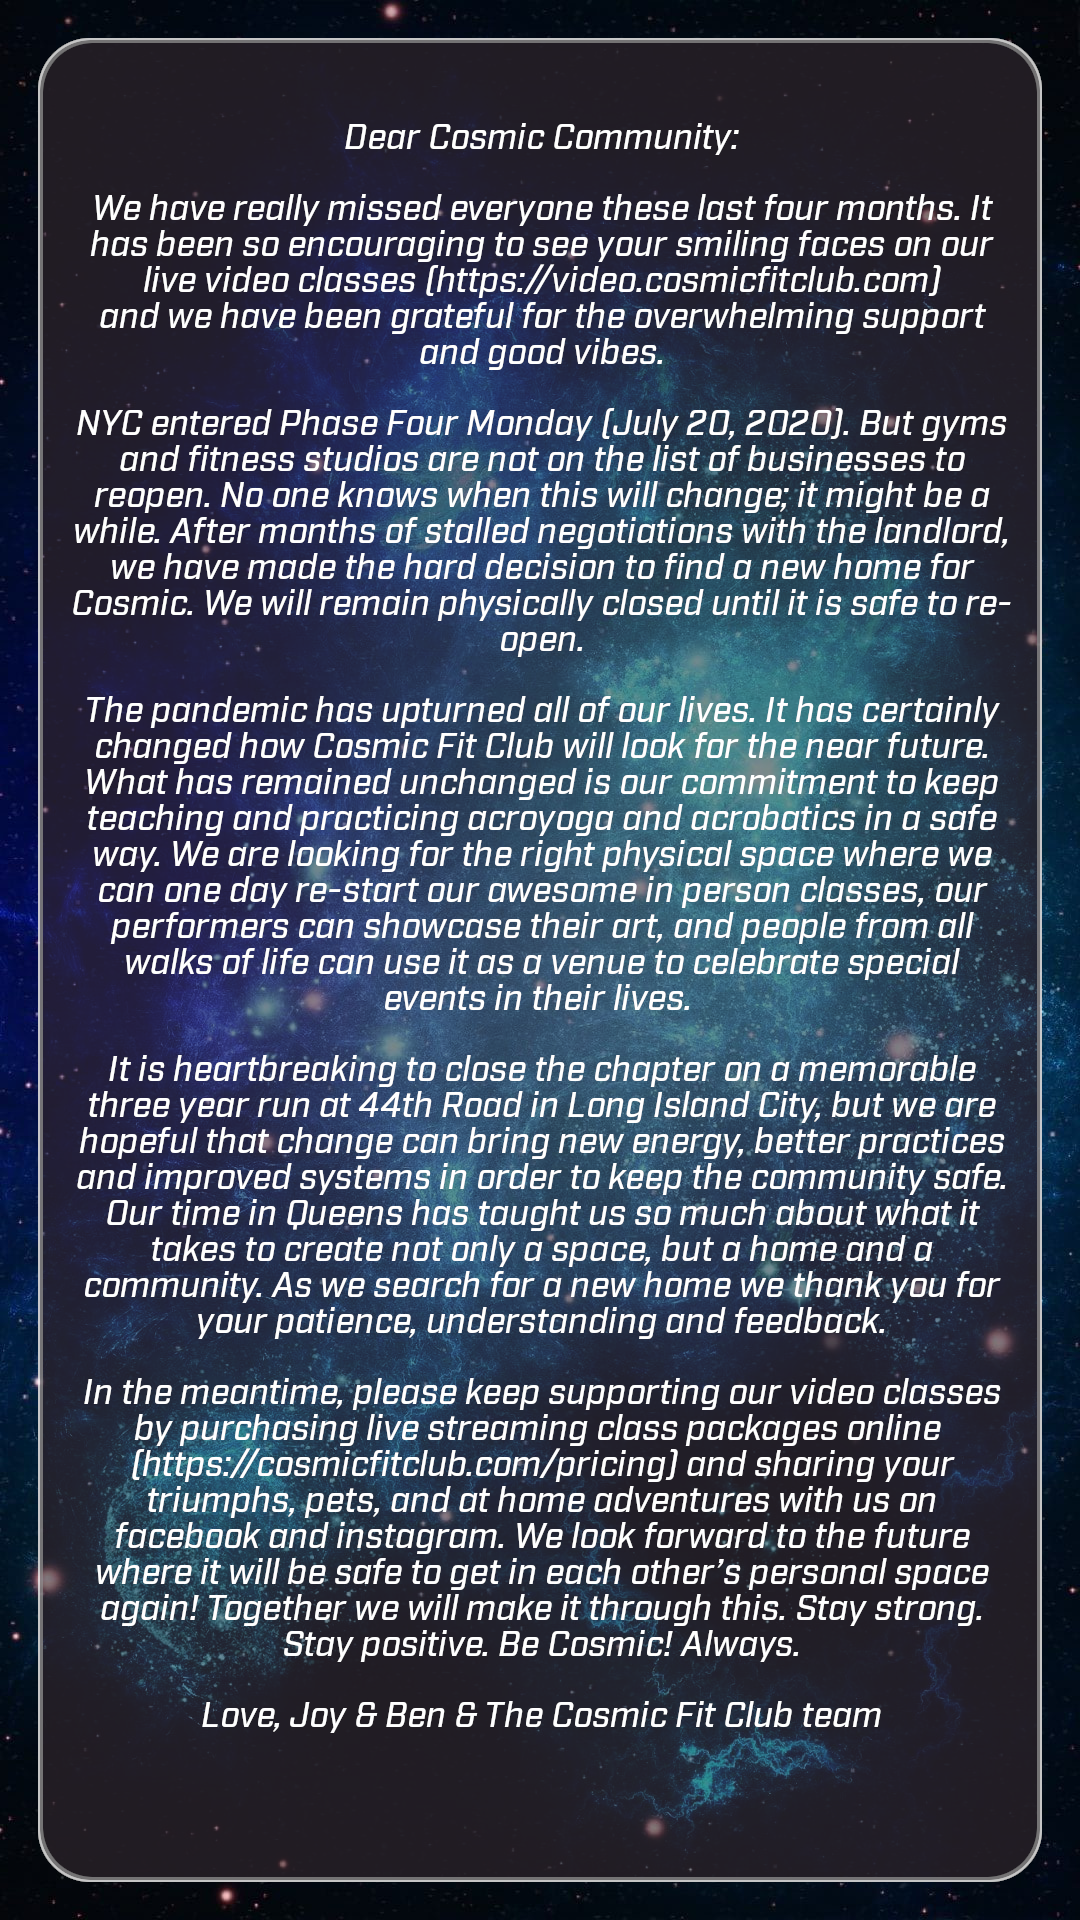 Dear Cosmic Community:
We have really missed everyone these last four months. It
has been so encouraging to see your smiling faces on our
live video classes (https://video.cosmicfitclub.com)
and we have been grateful for the overwhelming support
and good vibes.
NYC entered Phase Four Monday (July 20, 2020). But gyms
and fitness studios are not on the list of businesses to
reopen. No one knows when this will change; it might be a
while. After months of stalled negotiations with the landlord,
we have made the hard decision to find a new home for
Cosmic. We will remain physically closed until it is safe to re-
open.
The pandemic has upturned all of our lives. It has certainly
changed how Cosmic Fit Club will look for the near future.
What has remained unchanged is our commitment to keep
teaching and practicing acroyoga and acrobatics in a safe
way. We are looking for the right physical space where we
can one day re-start our awesome in person classes, our
performers can showcase their art, and people from all
walks of life can use it as a venue to celebrate special
events in their lives.
It is heartbreaking to close the chapter on a memorable
three year run at 44th Road in Long Island City, but we are
hopeful that change can bring new energy, better practices
and improved systems in order to keep the community safe.
Our time in Queens has taught us so much about what it
takes to create not only a space, but a home and a
community. As we search for a new home we thank you for
your patience, understanding and feedback.
In the meantime, please keep supporting our video classes
by purchasing live streaming class packages online
(https://cosmicfitclub.com/pricing) and sharing your
triumphs, pets, and at home adventures with us on
facebook and instagram. We look forward to the future
where it will be safe to get in each other’s personal space
again! Together we will make it through this. Stay strong.
Stay positive. Be Cosmic! Always.
Love, Joy & Ben & The Cosmic Fit Club team